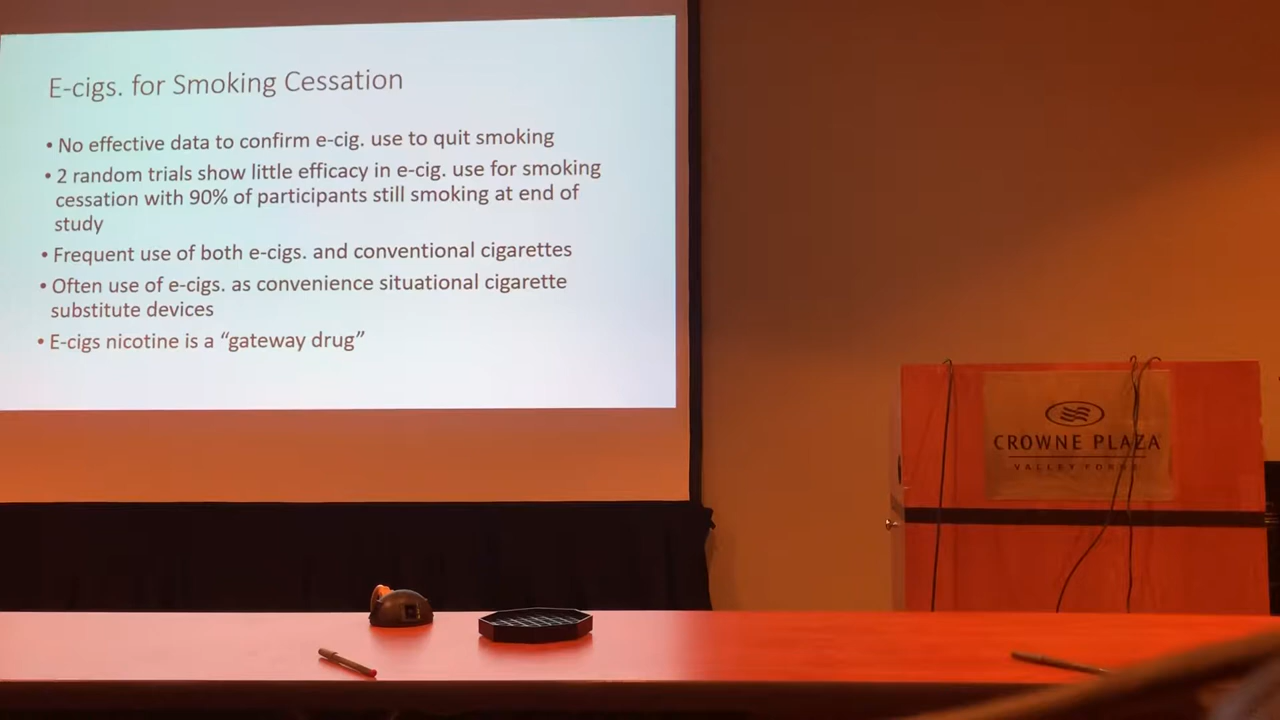 E-cigs. for Smoking Cessation
• No effective data to confirm e-cig. use to quit smoking
• 2 random trials show little efficacy in e-cig. use for smoking
cessation with 90% of participants still smoking at end of
study
• Frequent use of both e-cigs. and conventional cigarettes
• Often use of e-cigs. as convenience situational cigarette
substitute devices
• E-cigs nicotine is a “gateway drug”
CROWNE PLAZA
VALLEY FORGE